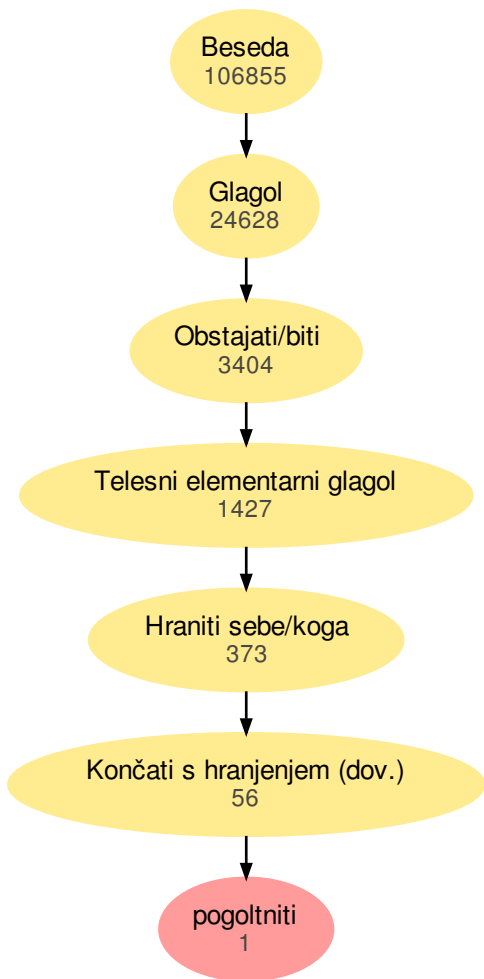 Beseda
106855
Glagol
24628
Obstajati/biti
3404
Telesni elementarni glagol
1427
Hraniti sebe/koga
373
Končati s hranjenjem (dov.)
56
pogoltniti
1